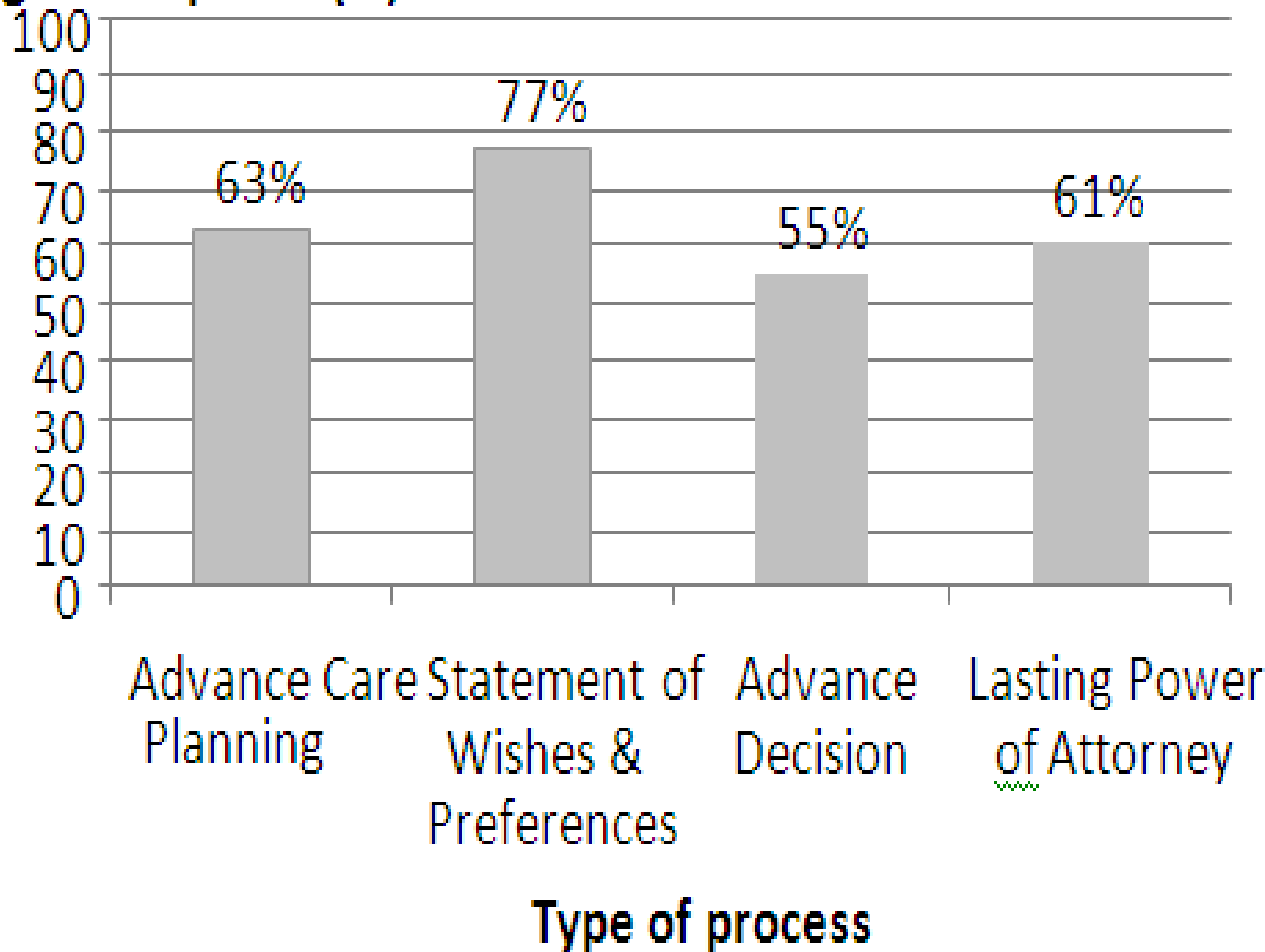 100
90
80
70
60
50
40
30
20
10
0
63%
77%
55%
61%
Advance Care
Planning
Statement of
Wishes &
Preferences
Advance
Decision
Lasting Power
of Attorney
Type of process